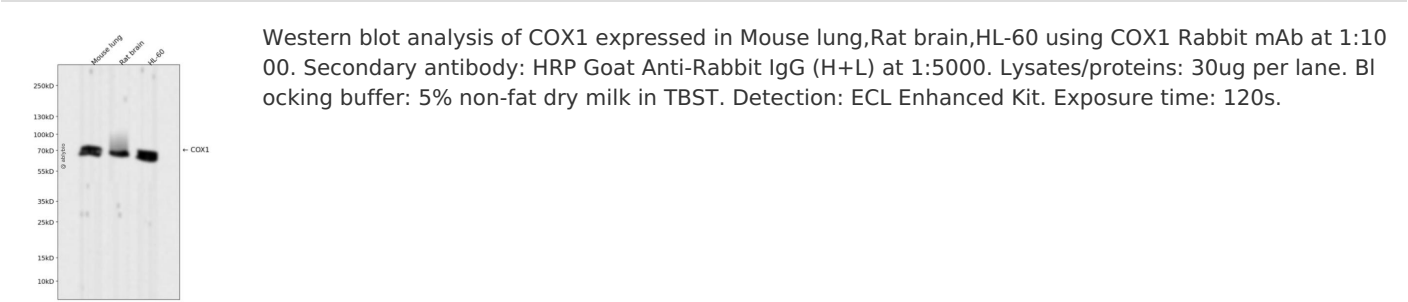 Mouse lung
Rat brain
HL-60
250kD
130kD
100kD
70kD
55kD
35kD
25kD
15kD
10kD
@ abybio
← COX1
Western blot analysis of COX1 expressed in Mouse lung,Rat brain,HL-60 using COX1 Rabbit mAb at 1:10
00. Secondary antibody: HRP Goat Anti-Rabbit IgG (H+L) at 1:5000. Lysates/proteins: 30ug per lane. Bl
ocking buffer: 5% non-fat dry milk in TBST. Detection: ECL Enhanced Kit. Exposure time: 120s.